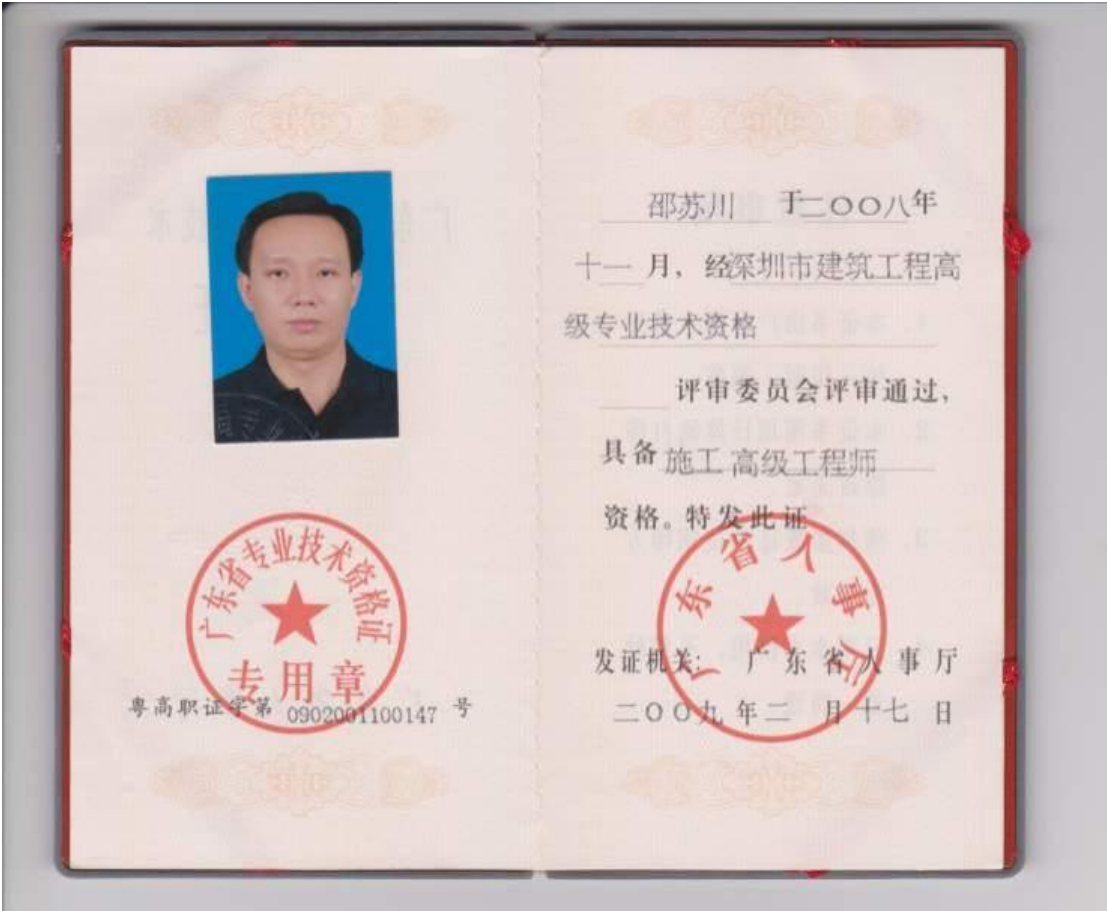 广东省专业技术资格证
专用章
粤高职证字第 0902001100147 号
邵苏川 于二〇〇八年
十一月，经深圳市建筑工程高
级专业技术资格
评审委员会评审通过，
具备施工高级工程师
资格。特发此证
广东省人事厅
发证机关：广东省人事厅
二〇〇九年二月十七日